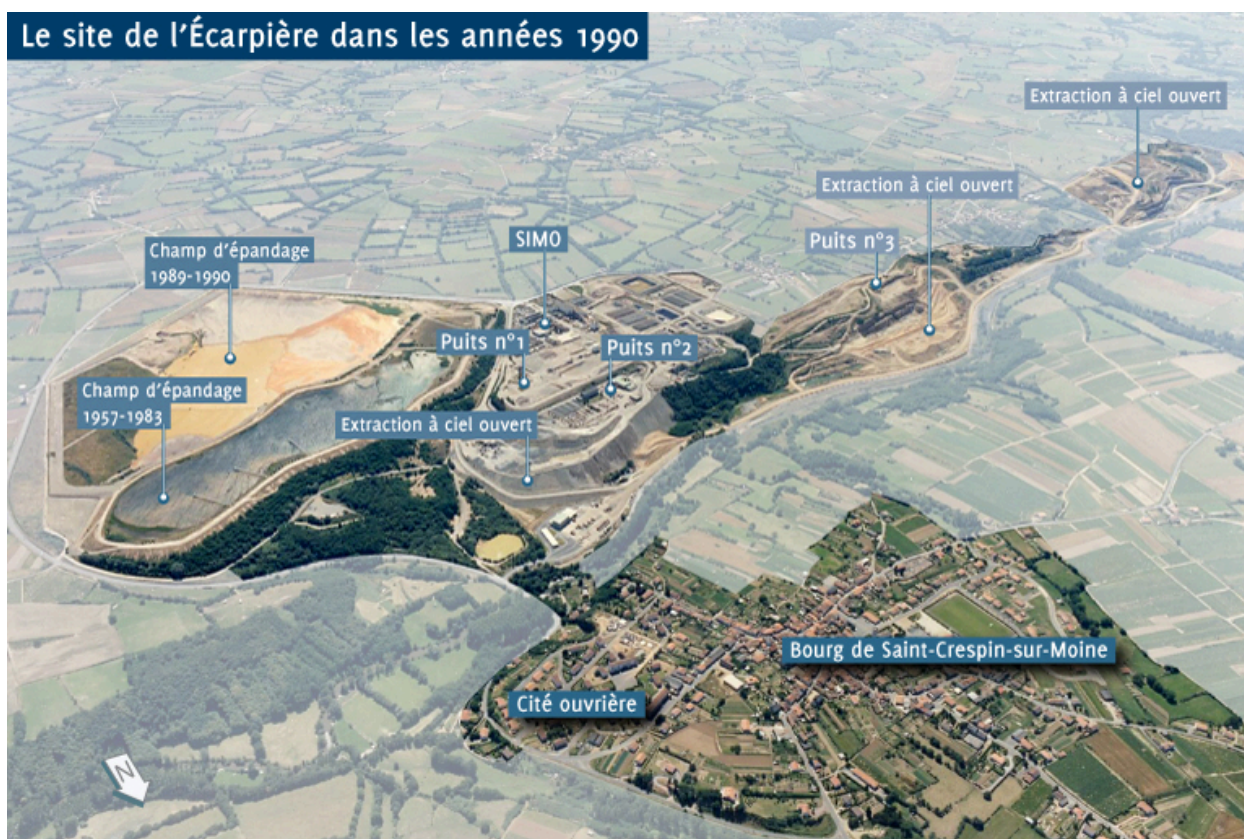 Le site de l'Écarpière dans les années 1990
Extraction à ciel ouvert
Extraction à ciel ouvert
Puits n°3
SIMO
Champ d'épandage
1989-1990
Puits n°1
Puits n°2
Champ d'épandage
1957-1983
Extraction à ciel ouvert
Bourg de Saint-Crespin-sur-Moine
Cité ouvrière
N